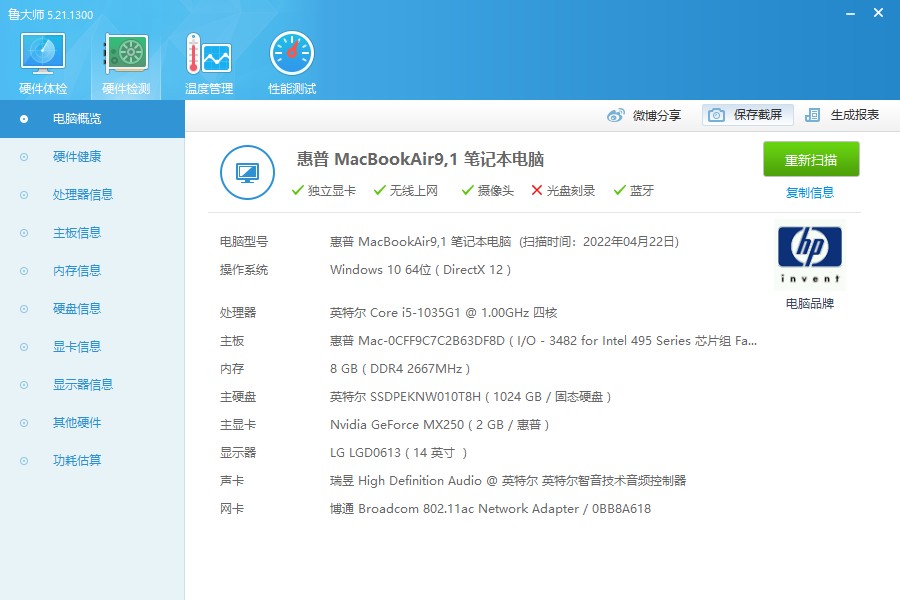 鲁大师 5.21.1300
硬件体检 硬件检测 温度管理 性能测试
电脑概览
硬件健康
处理器信息
主板信息
内存信息
硬盘信息
显卡信息
显示器信息
其他硬件
功耗估算
微博分享 保存截屏 生成报表
惠普 MacBookAir9,1 笔记本电脑
独立显卡 无线上网 摄像头 光盘刻录 蓝牙
重新扫描
复制信息
电脑型号 惠普 MacBookAir9,1 笔记本电脑 (扫描时间：2022年04月22日)
操作系统 Windows 10 64位 ( DirectX 12 )
处理器 英特尔 Core i5-1035G1 @ 1.00GHz 四核
主板 惠普 Mac-0CFF9C7C2B63DF8D ( I/O - 3482 for Intel 495 Series 芯片组 Fa...
内存 8 GB ( DDR4 2667MHz )
主硬盘 英特尔 SSDPEKNW010T8H ( 1024 GB / 固态硬盘 )
主显卡 Nvidia GeForce MX250 ( 2 GB / 惠普 )
显示器 LG LGD0613 ( 14 英寸 )
声卡 瑞昱 High Definition Audio @ 英特尔 英特尔智音技术音频控制器
网卡 博通 Broadcom 802.11ac Network Adapter / 0BB8A618
hp
invent
电脑品牌